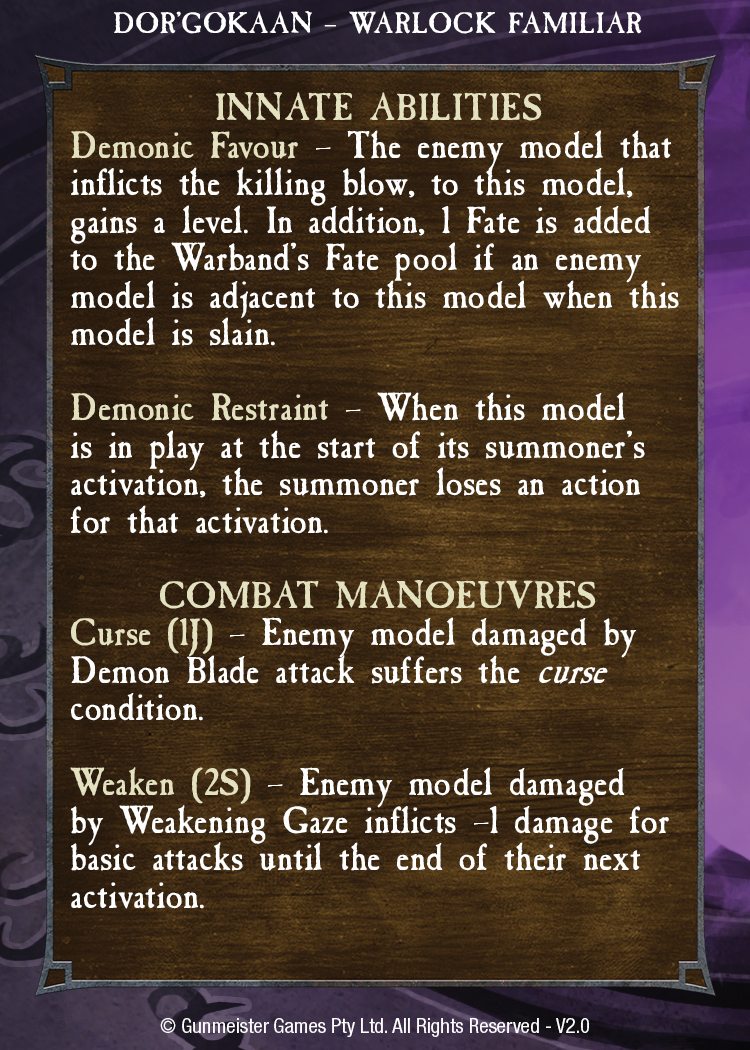 DOR'GOKAAN – WARLOCK FAMILIAR
INNATE ABILITIES
Demonic Favour – The enemy model that
inflicts the killing blow, to this model,
gains a level. In addition, 1 Fate is added
to the Warband's Fate pool if an enemy
model is adjacent to this model when this
model is slain.
Demonic Restraint – When this model
is in play at the start of its summoner's
activation, the summoner loses an action
for that activation.
COMBAT MANOEUVRES
Curse (1J) – Enemy model damaged by
Demon Blade attack suffers the curse
condition.
Weaken (2S) – Enemy model damaged
by Weakening Gaze inflicts –1 damage for
basic attacks until the end of their next
activation.
© Gunmeister Games Pty Ltd. All Rights Reserved - V2.0